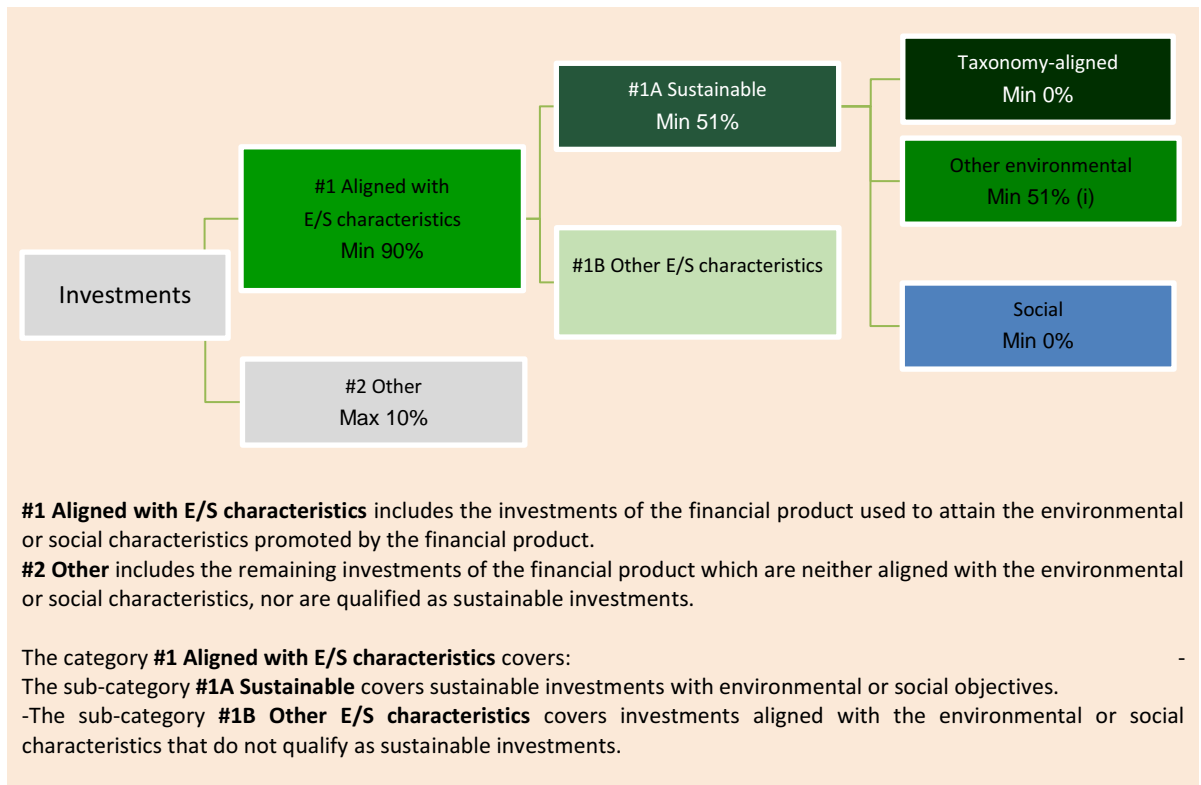 Investments
#1 Aligned with
E/S characteristics
Min 90%
#2 Other
Max 10%
#1A Sustainable
Min 51%
#1B Other E/S characteristics
Taxonomy-aligned
Min 0%
Other environmental
Min 51% (i)
Social
Min 0%
#1 Aligned with E/S characteristics includes the investments of the financial product used to attain the environmental
or social characteristics promoted by the financial product.
#2 Other includes the remaining investments of the financial product which are neither aligned with the environmental
or social characteristics, nor are qualified as sustainable investments.
The category #1 Aligned with E/S characteristics covers: -
The sub-category #1A Sustainable covers sustainable investments with environmental or social objectives.
-The sub-category #1B Other E/S characteristics covers investments aligned with the environmental or social
characteristics that do not qualify as sustainable investments.